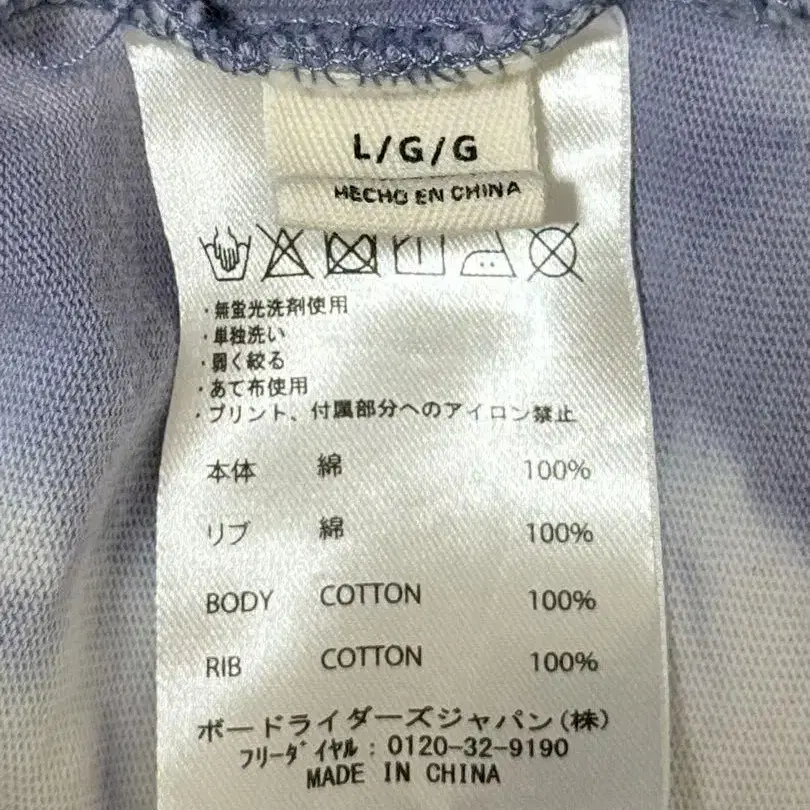 L/G/G
HECHO EN CHINA
・無蛍光洗剤使用
・単独洗い
・弱く絞る
・あて布使用
・プリント、付属部分へのアイロン禁止
本体 綿 100%
リブ 綿 100%
BODY COTTON 100%
RIB COTTON 100%
ボードライダーズジャパン(株)
フリーダイヤル:0120-32-9190
MADE IN CHINA